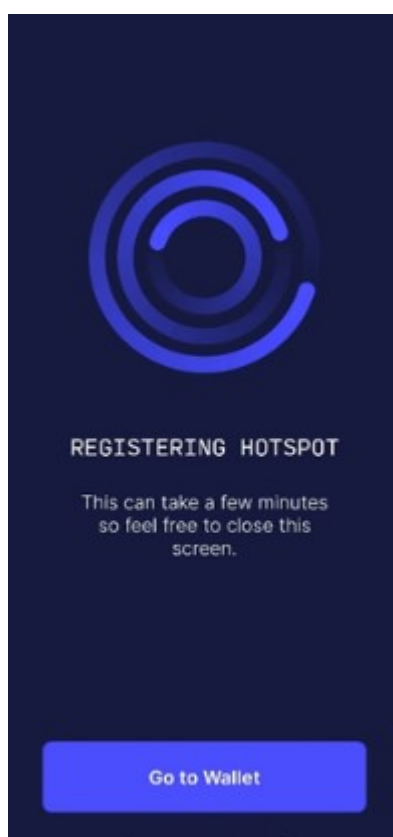 REGISTERING HOTSPOT
This can take a few minutes
so feel free to close this
screen.
Go to Wallet